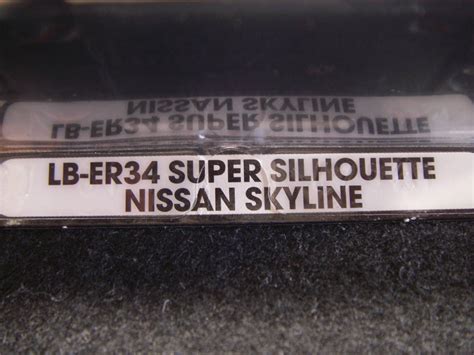 LB-ER34 SUPER SILHOUETTE
NISSAN SKYLINE